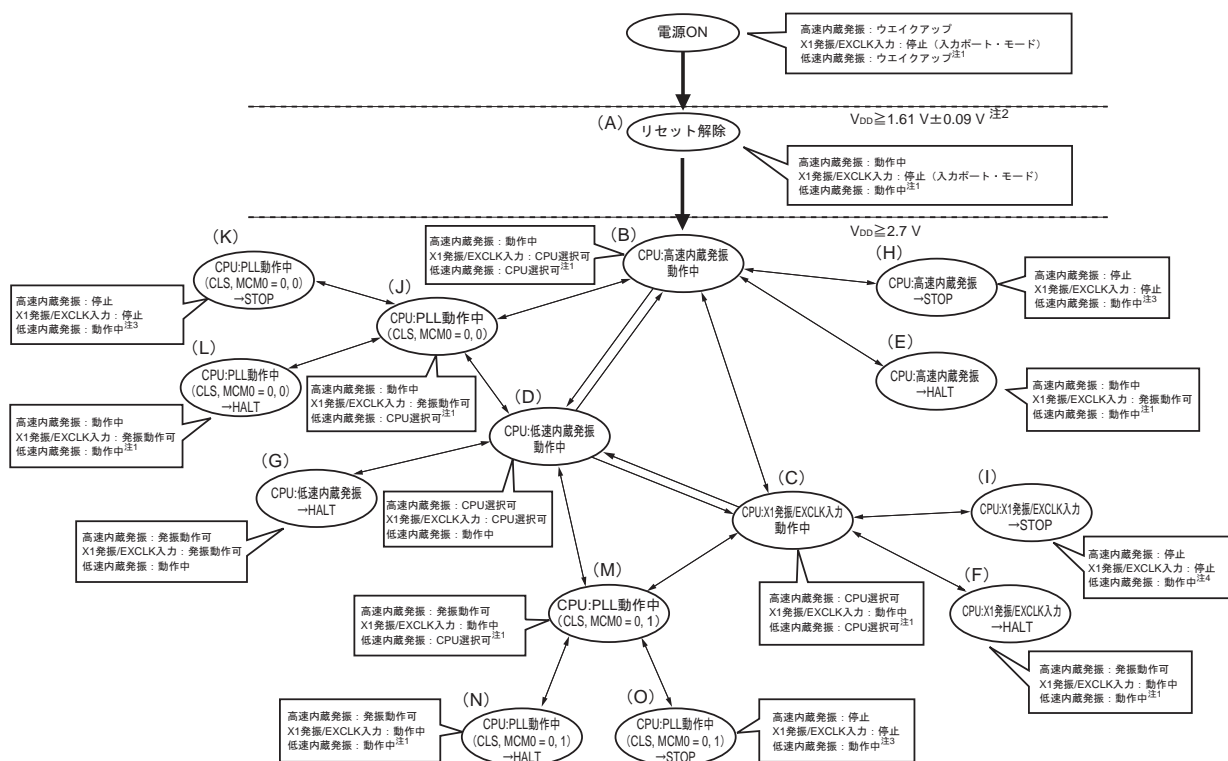 電源ON
高速内蔵発振：ウエイクアップ
X1発振/EXCLK入力：停止（入力ポート・モード）
低速内蔵発振：ウエイクアップ注1
VDD≧1.61 V±0.09 V 注2
（A）
リセット解除
高速内蔵発振：動作中
X1発振/EXCLK入力：停止（入力ポート・モード）
低速内蔵発振：動作中注1
VDD≧2.7 V
（B）
CPU:高速内蔵発振
動作中
高速内蔵発振：動作中
X1発振/EXCLK入力：CPU選択可
低速内蔵発振：CPU選択可注1
（K）
CPU:PLL動作中
（CLS, MCM0 = 0, 0）
→STOP
高速内蔵発振：停止
X1発振/EXCLK入力：停止
低速内蔵発振：動作中注3
（J）
CPU:PLL動作中
（CLS, MCM0 = 0, 0）
高速内蔵発振：動作中
X1発振/EXCLK入力：発振動作可
低速内蔵発振：CPU選択可注1
（H）
CPU:高速内蔵発振
→STOP
高速内蔵発振：停止
X1発振/EXCLK入力：停止
低速内蔵発振：動作中注3
（L）
CPU:PLL動作中
（CLS, MCM0 = 0, 0）
→HALT
高速内蔵発振：動作中
X1発振/EXCLK入力：発振動作可
低速内蔵発振：動作中注1
（E）
CPU:高速内蔵発振
→HALT
高速内蔵発振：動作中
X1発振/EXCLK入力：発振動作可
低速内蔵発振：動作中注1
（D）
CPU:低速内蔵発振
動作中
高速内蔵発振：CPU選択可
X1発振/EXCLK入力：CPU選択可
低速内蔵発振：動作中
（G）
CPU:低速内蔵発振
→HALT
高速内蔵発振：発振動作可
X1発振/EXCLK入力：発振動作可
低速内蔵発振：動作中
（C）
CPU:X1発振/EXCLK入力
動作中
高速内蔵発振：CPU選択可
X1発振/EXCLK入力：動作中
低速内蔵発振：CPU選択可注1
（I）
CPU:X1発振/EXCLK入力
→STOP
高速内蔵発振：停止
X1発振/EXCLK入力：停止
低速内蔵発振：動作中注4
（F）
CPU:X1発振/EXCLK入力
→HALT
高速内蔵発振：発振動作可
X1発振/EXCLK入力：動作中
低速内蔵発振：動作中注1
（M）
CPU:PLL動作中
（CLS, MCM0 = 0, 1）
高速内蔵発振：発振動作可
X1発振/EXCLK入力：動作中
低速内蔵発振：CPU選択可注1
（N）
CPU:PLL動作中
（CLS, MCM0 = 0, 1）
→HALT
高速内蔵発振：発振動作可
X1発振/EXCLK入力：動作中
低速内蔵発振：動作中注1
（O）
CPU:PLL動作中
（CLS, MCM0 = 0, 1）
→STOP
高速内蔵発振：停止
X1発振/EXCLK入力：停止
低速内蔵発振：動作中注3